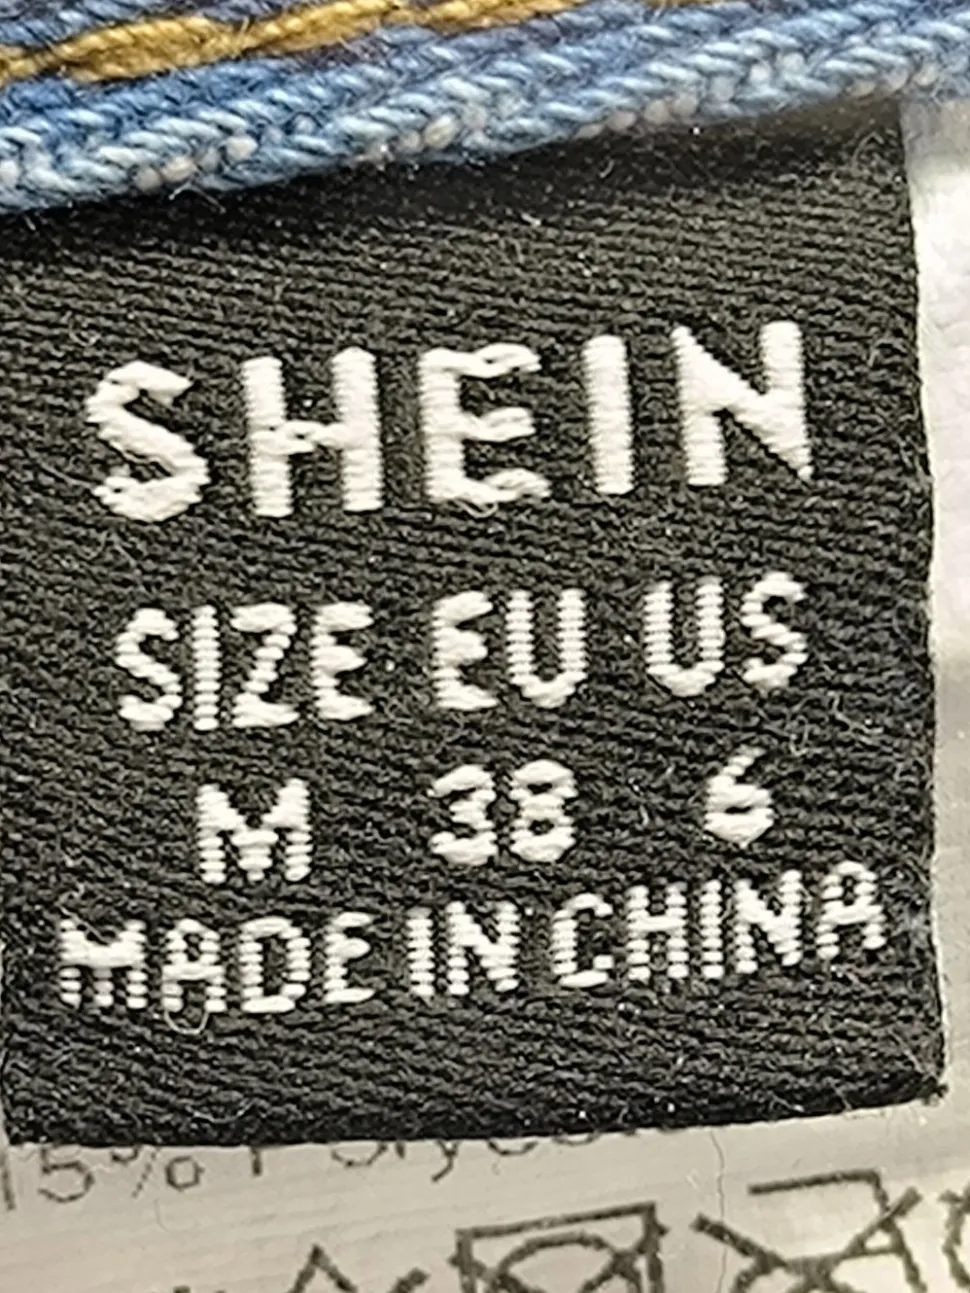 SHEIN
SIZE EU US
M 38 6
MADE IN CHINA